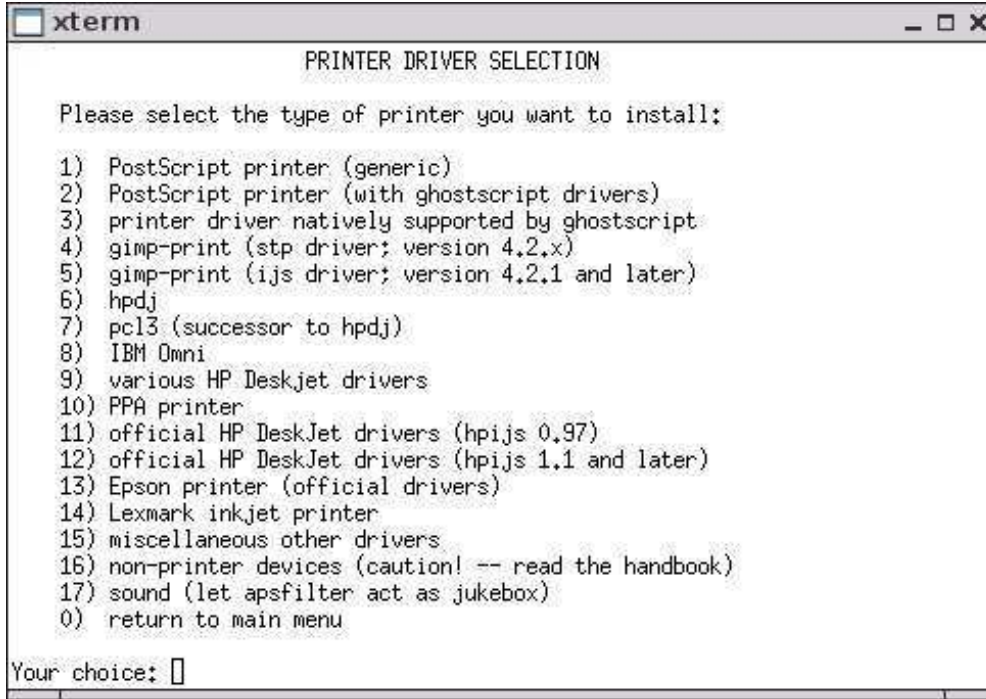 xterm
PRINTER DRIVER SELECTION
Please select the type of printer you want to install:
1) PostScript printer (generic)
2) PostScript printer (with ghostscript drivers)
3) printer driver natively supported by ghostscript
4) gimp-print (stp driver; version 4.2.x)
5) gimp-print (ijs driver; version 4.2.1 and later)
6) hpdj
7) pcl3 (successor to hpdj)
8) IBM Omni
9) various HP Deskjet drivers
10) PPA printer
11) official HP DeskJet drivers (hpijs 0.97)
12) official HP DeskJet drivers (hpijs 1.1 and later)
13) Epson printer (official drivers)
14) Lexmark inkjet printer
15) miscellaneous other drivers
16) non-printer devices (caution! -- read the handbook)
17) sound (let apsfilter act as jukebox)
0) return to main menu
Your choice: